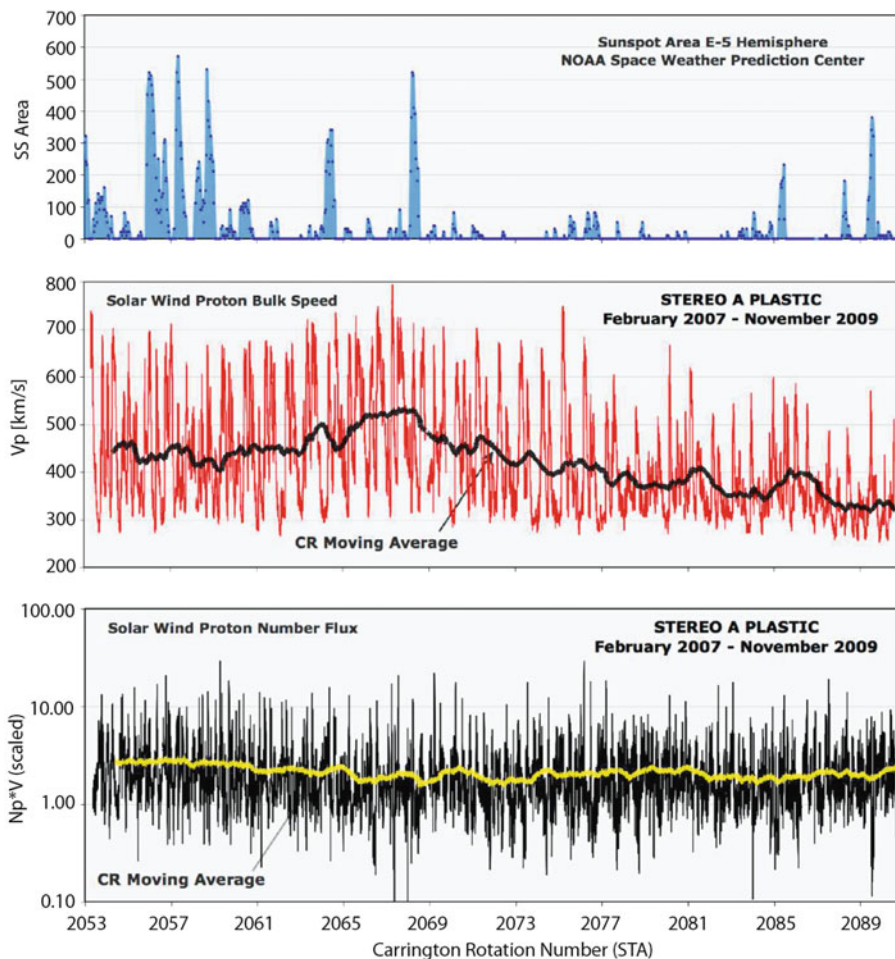 700
600
500
400
300
200
100
0
SS Area
Sunspot Area E-5 Hemisphere
NOAA Space Weather Prediction Center
800
700
600
500
400
300
200
Vp [km/s]
Solar Wind Proton Bulk Speed
STEREO A PLASTIC
February 2007 - November 2009
CR Moving Average
100.00
10.00
1.00
0.10
Np*V (scaled)
Solar Wind Proton Number Flux
STEREO A PLASTIC
February 2007 - November 2009
CR Moving Average
2053 2057 2061 2065 2069 2073 2077 2081 2085 2089
Carrington Rotation Number (STA)